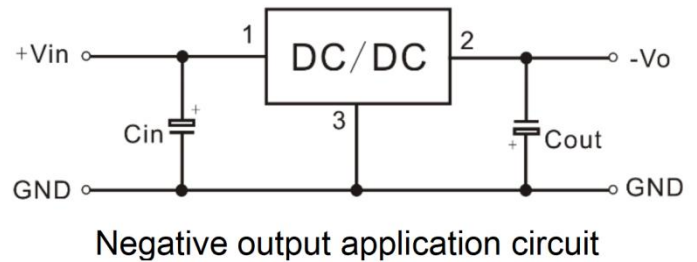 1
DC/DC
2
+Vin
-Vo
+
3
Cin
+
Cout
GND
GND
Negative output application circuit